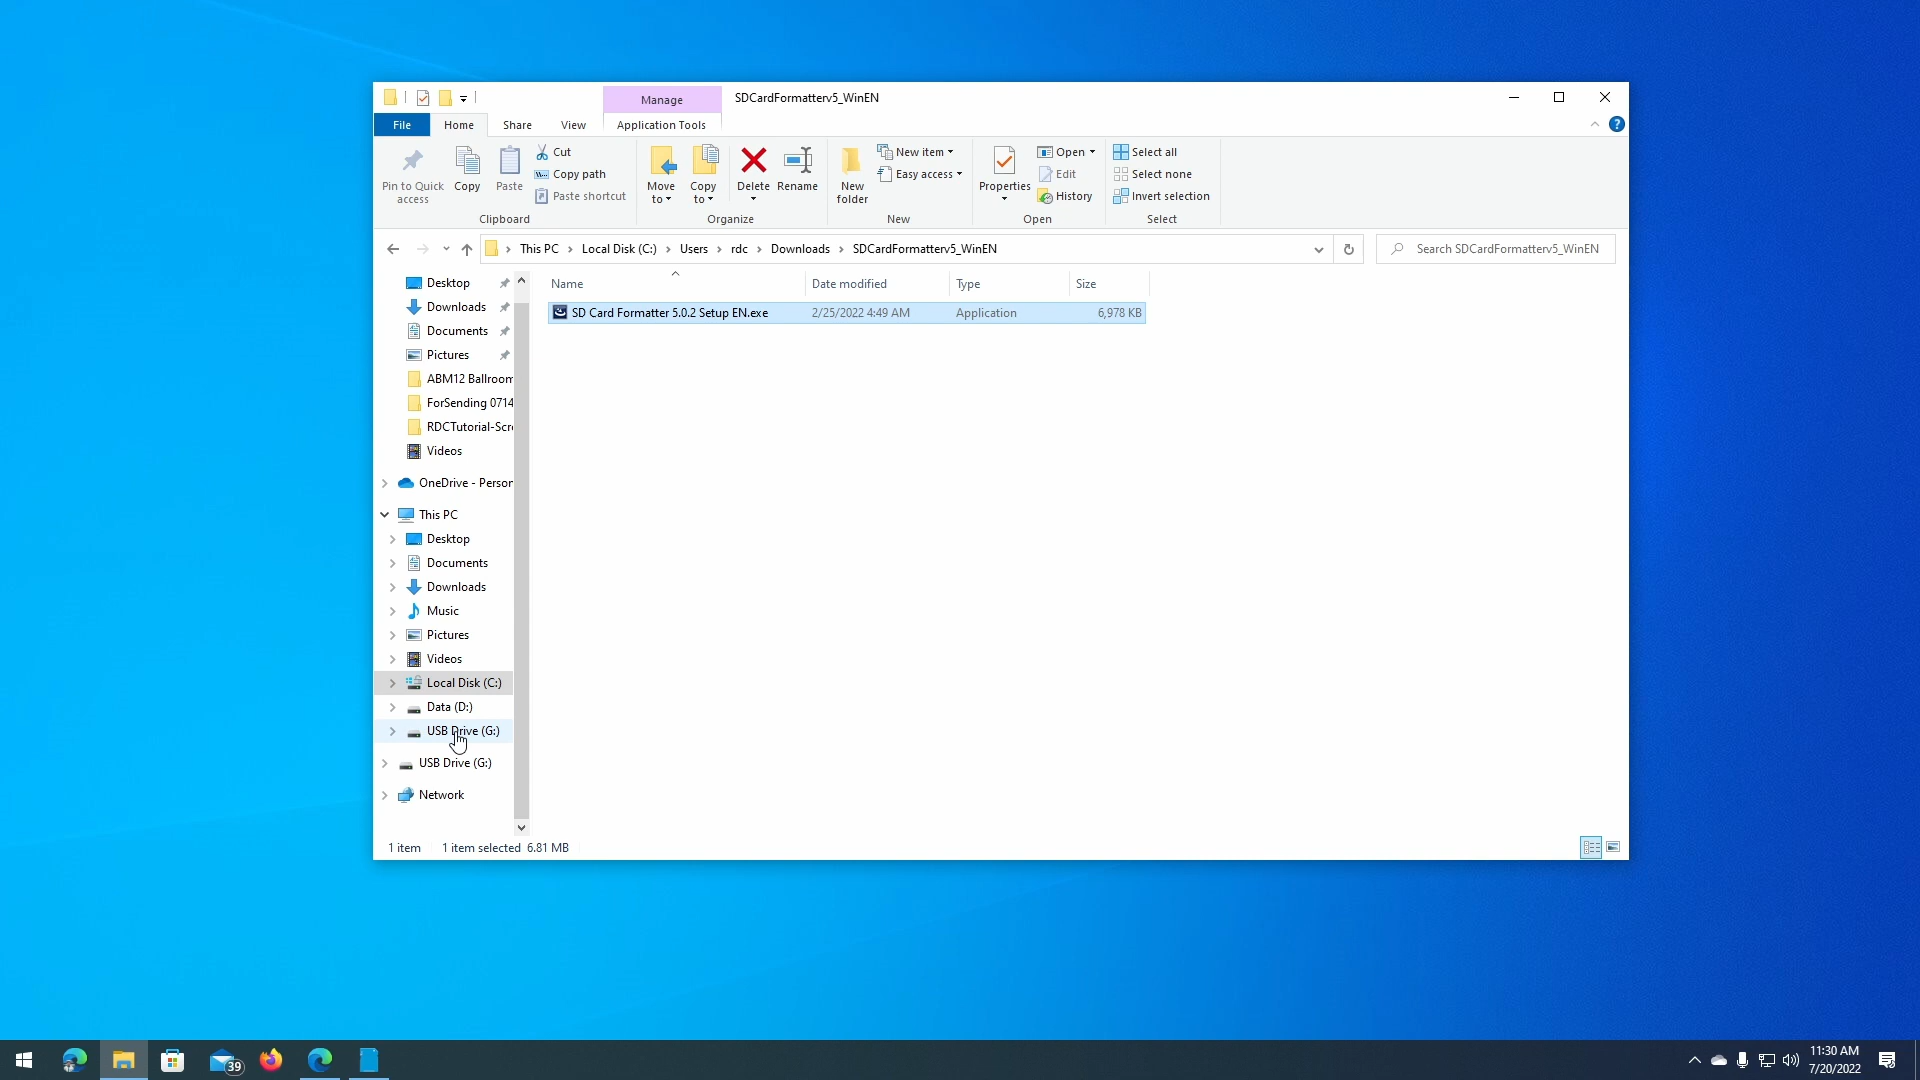 Manage
SDCardFormatterv5_WinEN
File
Home
Share
View
Application Tools
Pin to Quick
access
Copy
Paste
Cut
Copy path
Paste shortcut
Clipboard
Move
to
Copy
to
Delete
Rename
Organize
New
folder
New item
Easy access
New
Properties
Open
Edit
History
Open
Select all
Select none
Invert selection
Select
This PC > Local Disk (C:) > Users > rdc > Downloads > SDCardFormatterv5_WinEN
Search SDCardFormatterv5_WinEN
Name Date modified Type Size
SD Card Formatter 5.0.2 Setup EN.exe 2/25/2022 4:49 AM Application 6,978 KB
Desktop
Downloads
Documents
Pictures
ABM12 Ballroom
ForSending 0714
RDCTutorial-Scr
Videos
OneDrive - Person
This PC
Desktop
Documents
Downloads
Music
Pictures
Videos
Local Disk (C:)
Data (D:)
USB Drive (G:)
USB Drive (G:)
Network
1 item 1 item selected 6.81 MB
39
11:30 AM
7/20/2022